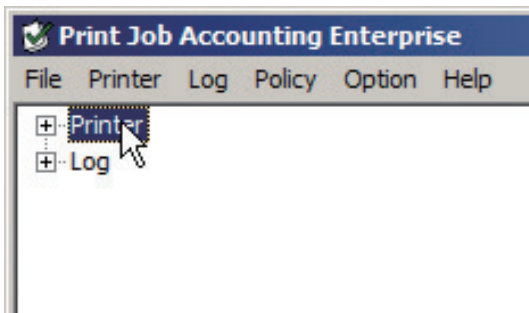 Print Job Accounting Enterprise
File Printer Log Policy Option Help
Printer
Log